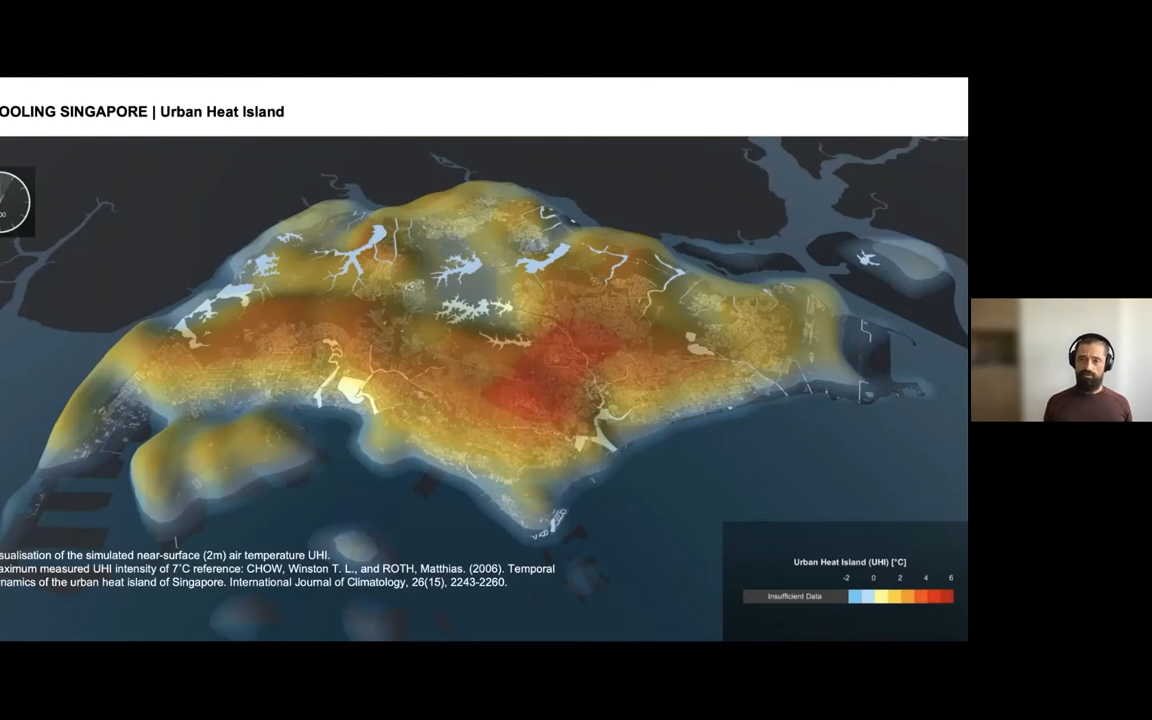 OOLING SINGAPORE | Urban Heat Island
00
sualisation of the simulated near-surface (2m) air temperature UHI.
aximum measured UHI intensity of 7°C reference: CHOW, Winston T. L., and ROTH, Matthias. (2006). Temporal
namics of the urban heat island of Singapore. International Journal of Climatology, 26(15), 2243-2260.
Urban Heat Island (UHI) [°C]
-2 0 2 4 6
Insufficient Data